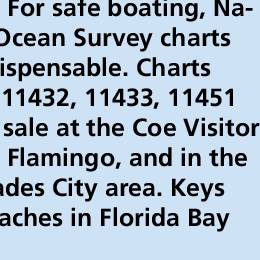 For safe boating, Na-
Ocean Survey charts
ispensable. Charts
11432, 11433, 11451
sale at the Coe Visitor
Flamingo, and in the
ades City area. Keys
aches in Florida Bay